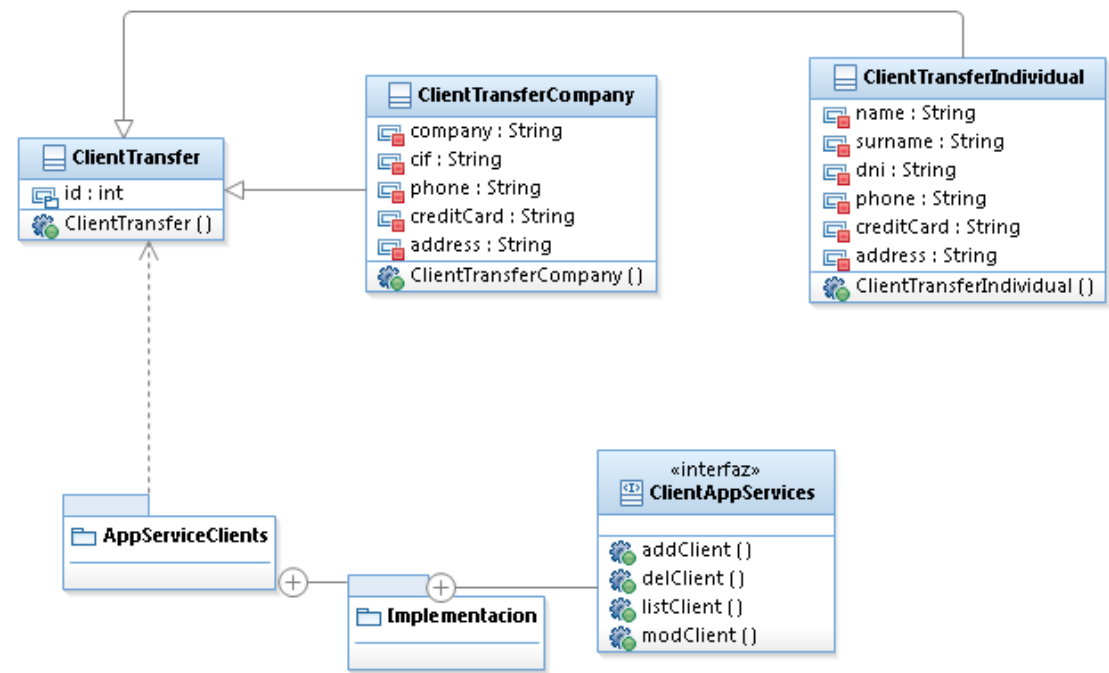 ClientTransfer
id : int
ClientTransfer ()
ClientTransferCompany
company : String
cif : String
phone : String
creditCard : String
address : String
ClientTransferCompany ()
ClientTransferIndividual
name : String
surname : String
dni : String
phone : String
creditCard : String
address : String
ClientTransferIndividual ()
AppServiceClients
Implementacion
«interfaz»
ClientAppServices
addClient ()
delClient ()
listClient ()
modClient ()